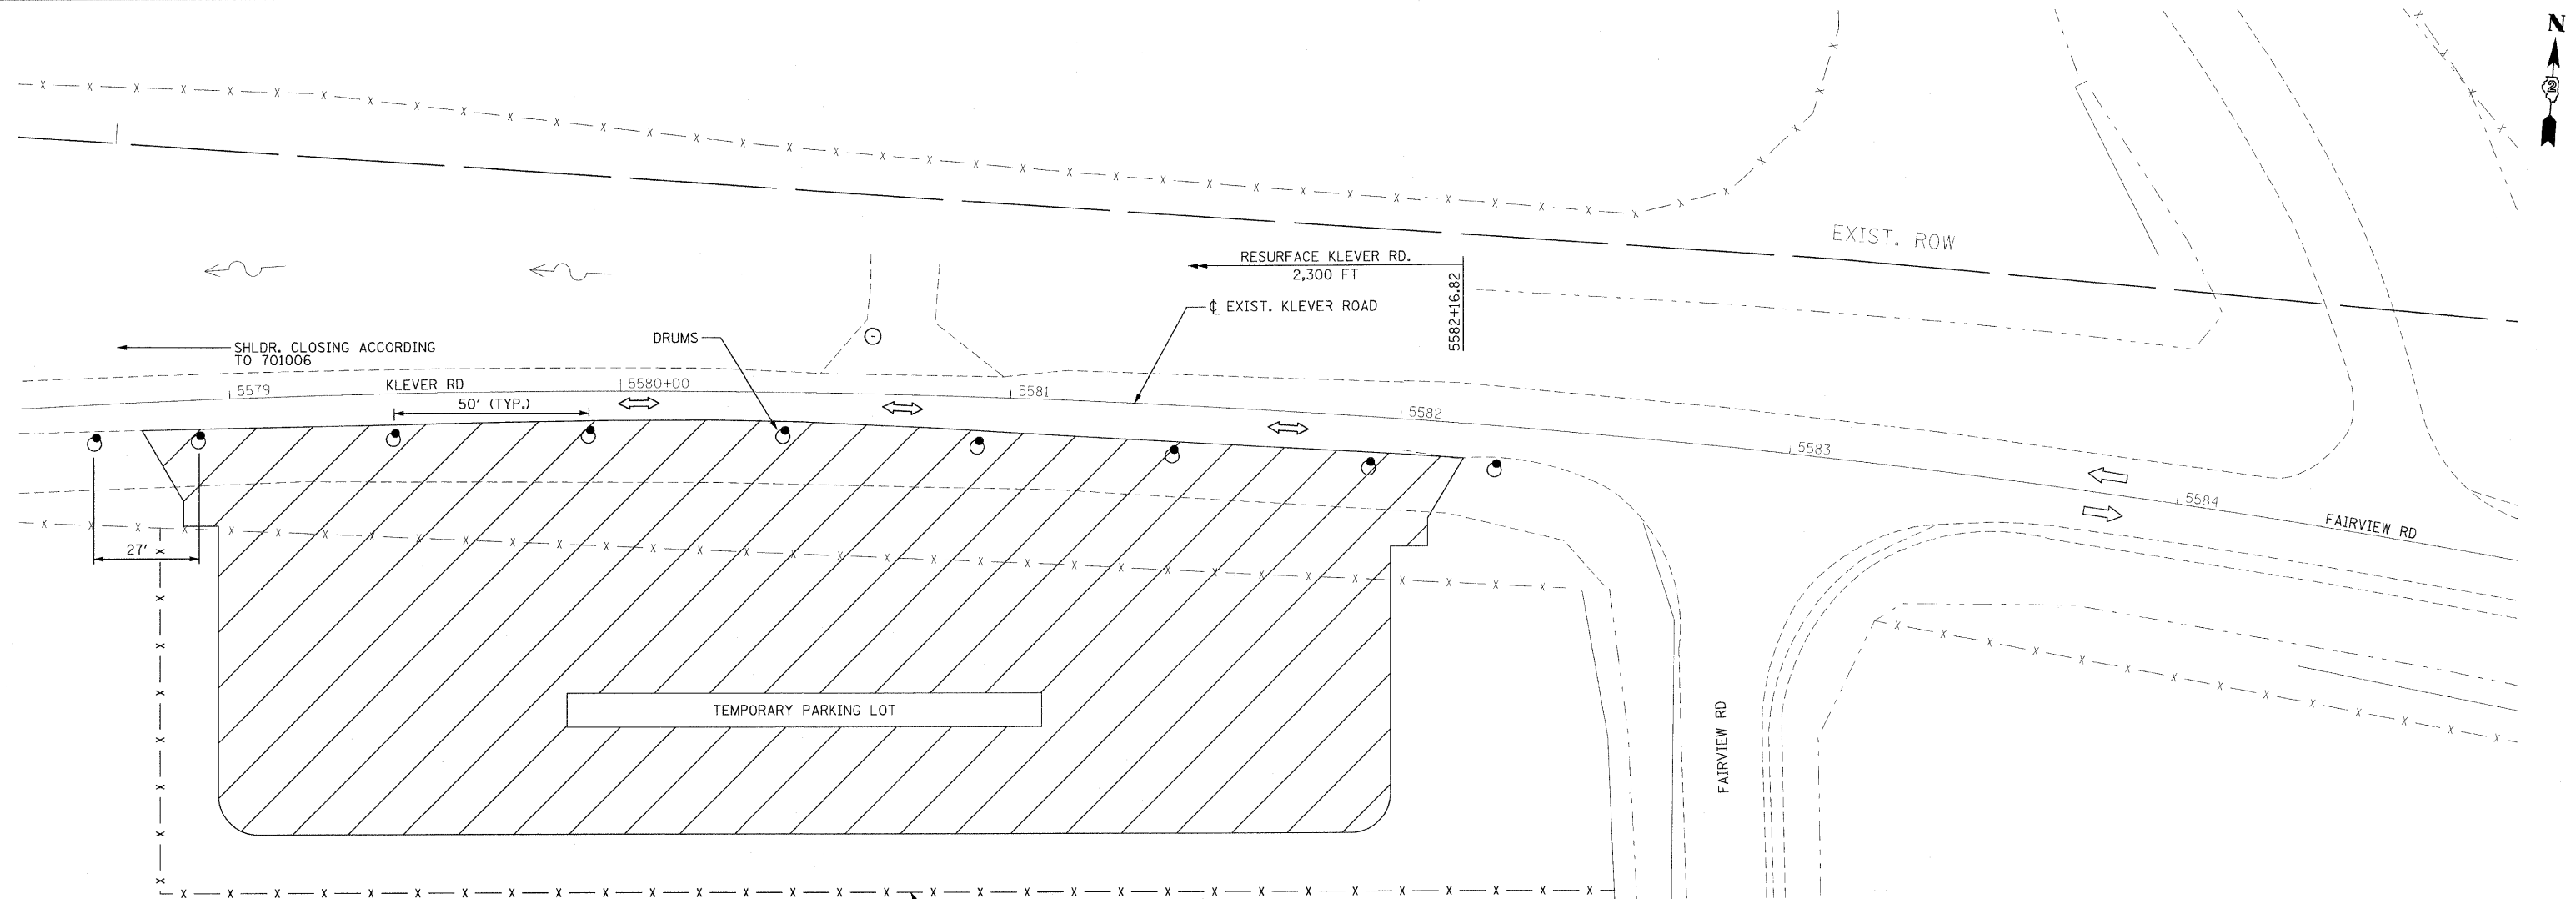 N
2
EXIST. ROW
RESURFACE KLEVER RD.
2,300 FT
5582+16.82
℄ EXIST. KLEVER ROAD
SHLDR. CLOSING ACCORDING
TO 701006
DRUMS
5579
KLEVER RD
5580+00
5581
5582
5583
5584
50' (TYP.)
27'
FAIRVIEW RD
TEMPORARY PARKING LOT
FAIRVIEW RD